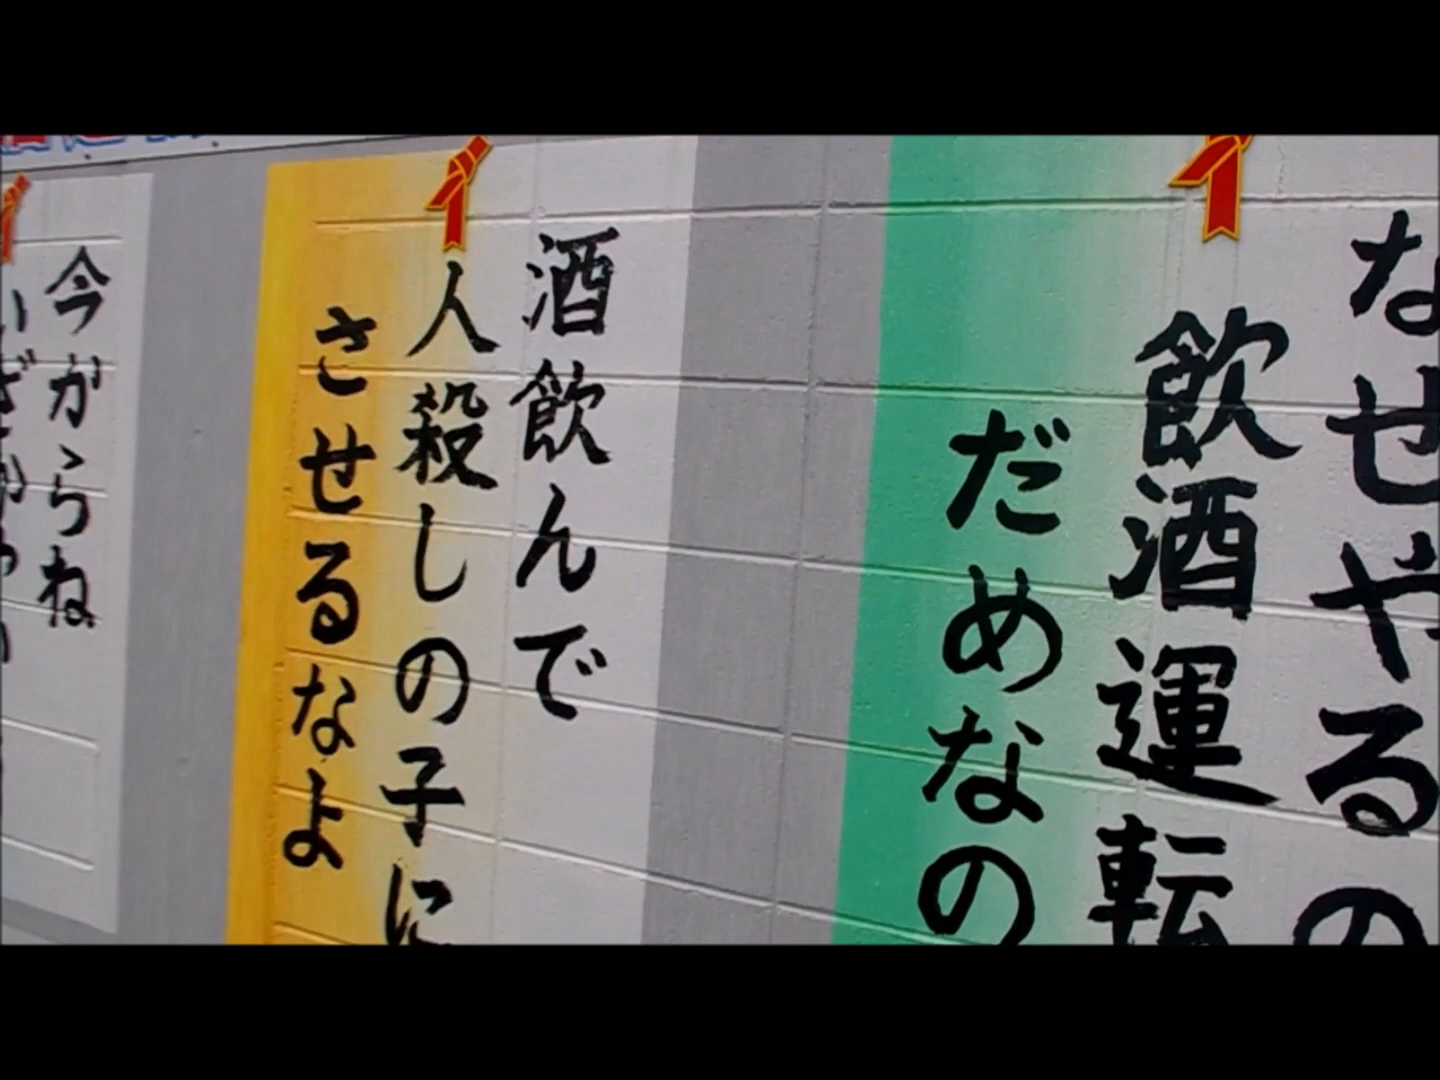 なぜやるの
飲酒運転
だめなの
酒飲んで
人殺しの子に
させるなよ
今からね